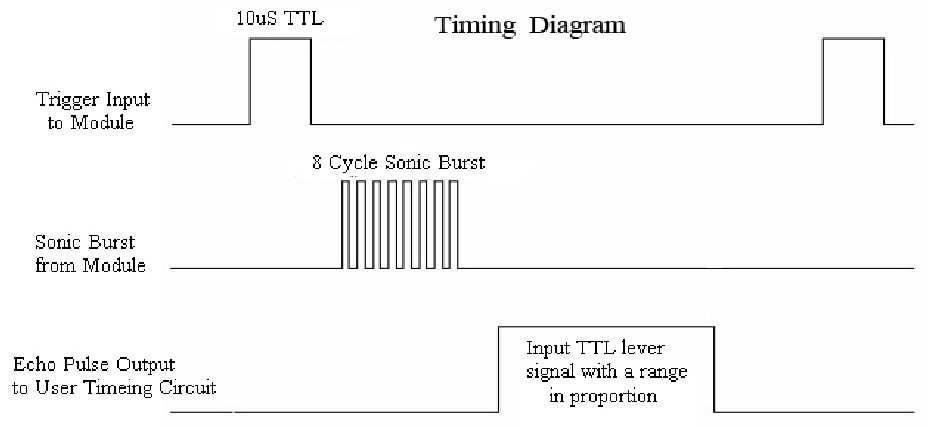 10uS TTL
Timing Diagram
Trigger Input
to Module
8 Cycle Sonic Burst
Sonic Burst
from Module
Echo Pulse Output
to User Timeing Circuit
Input TTL lever
signal with a range
in proportion